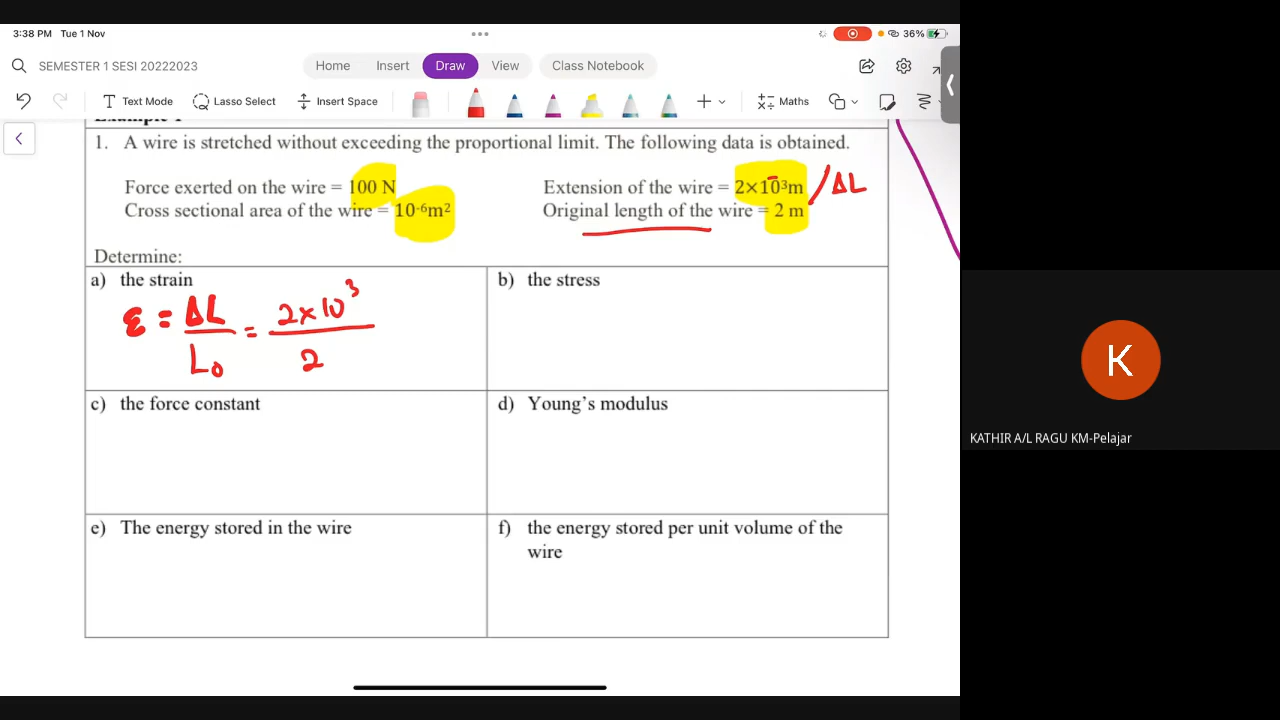 3:38 PM Tue 1 Nov
36%
SEMESTER 1 SESI 20222023
Home Insert Draw View Class Notebook
Text Mode Lasso Select Insert Space Maths
Example 1
1. A wire is stretched without exceeding the proportional limit. The following data is obtained.
Force exerted on the wire = 100 N Extension of the wire = 2×10⁻³m / ΔL
Cross sectional area of the wire = 10⁻⁶m² Original length of the wire = 2 m
Determine:
a) the strain
ε = ΔL / L₀ = 2×10³ / 2
b) the stress
c) the force constant
d) Young’s modulus
e) The energy stored in the wire
f) the energy stored per unit volume of the
wire
K
KATHIR A/L RAGU KM-Pelajar